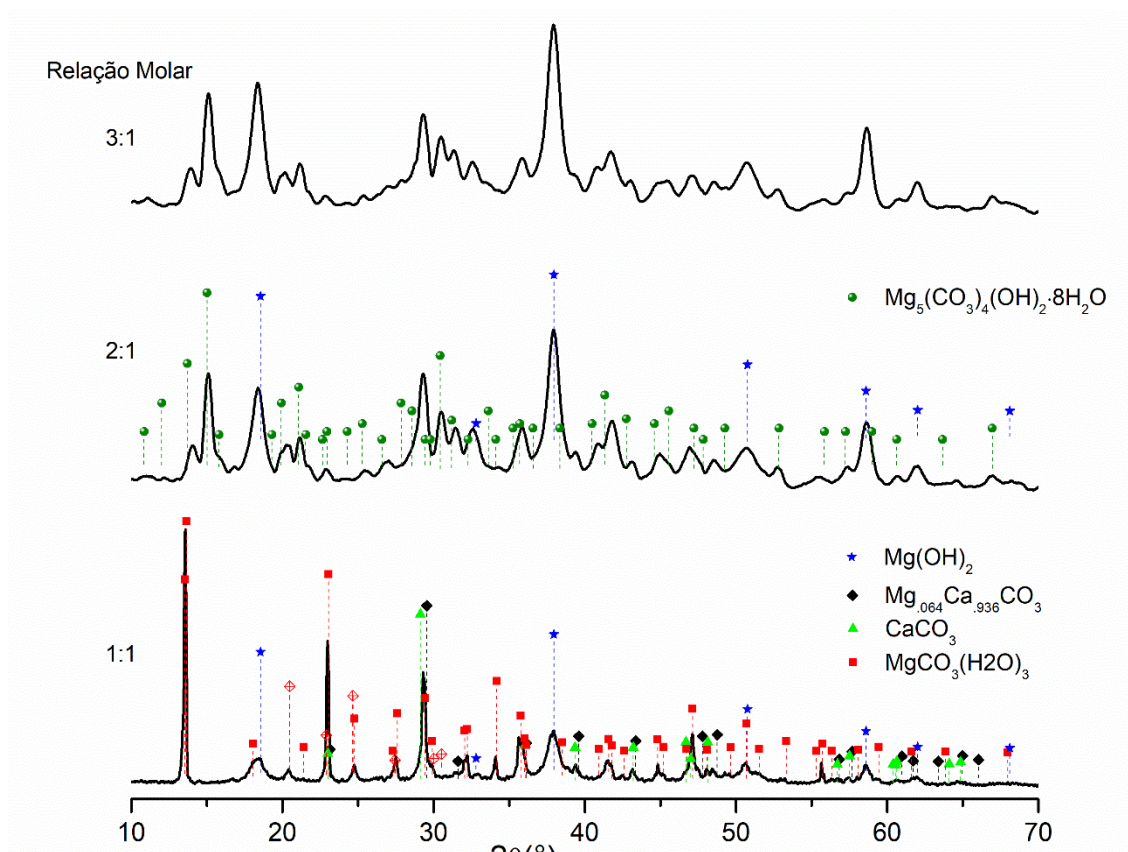 Relação Molar
3:1
2:1
Mg5(CO3)4(OH)2·8H2O
1:1
Mg(OH)2
Mg.064Ca.936CO3
CaCO3
MgCO3(H2O)3
10 20 30 40 50 60 70